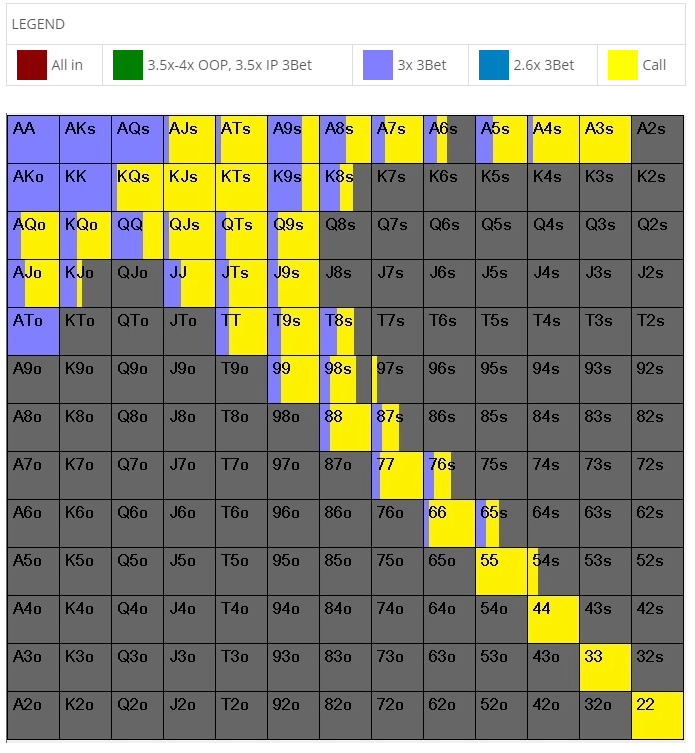 LEGEND
All in 3.5x-4x OOP, 3.5x IP 3Bet 3x 3Bet 2.6x 3Bet Call
AA AKs AQs AJs ATs A9s A8s A7s A6s A5s A4s A3s A2s
AKo KK KQs KJs KTs K9s K8s K7s K6s K5s K4s K3s K2s
AQo KQo QQ QJs QTs Q9s Q8s Q7s Q6s Q5s Q4s Q3s Q2s
AJo KJo QJo JJ JTs J9s J8s J7s J6s J5s J4s J3s J2s
ATo KTo QTo JTo TT T9s T8s T7s T6s T5s T4s T3s T2s
A9o K9o Q9o J9o T9o 99 98s 97s 96s 95s 94s 93s 92s
A8o K8o Q8o J8o T8o 98o 88 87s 86s 85s 84s 83s 82s
A7o K7o Q7o J7o T7o 97o 87o 77 76s 75s 74s 73s 72s
A6o K6o Q6o J6o T6o 96o 86o 76o 66 65s 64s 63s 62s
A5o K5o Q5o J5o T5o 95o 85o 75o 65o 55 54s 53s 52s
A4o K4o Q4o J4o T4o 94o 84o 74o 64o 54o 44 43s 42s
A3o K3o Q3o J3o T3o 93o 83o 73o 63o 53o 43o 33 32s
A2o K2o Q2o J2o T2o 92o 82o 72o 62o 52o 42o 32o 22